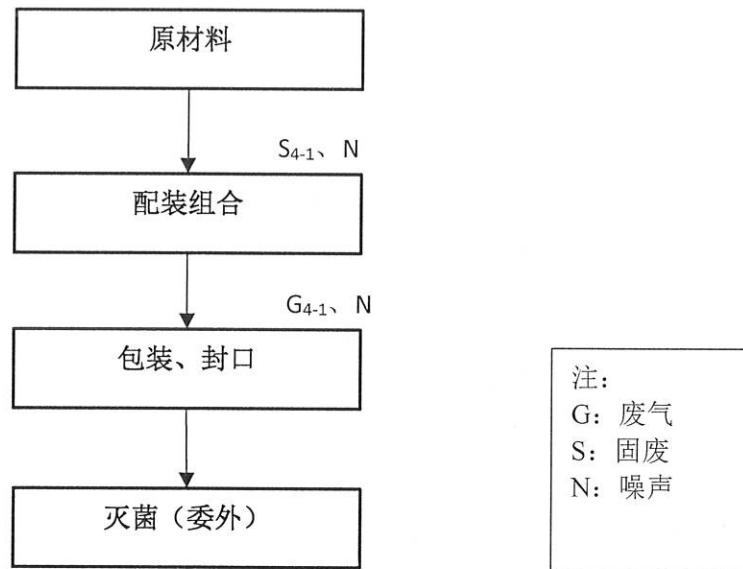 原材料
S₄₋₁、N
配装组合
G₄₋₁、N
包装、封口
灭菌（委外）
注：
G：废气
S：固废
N：噪声